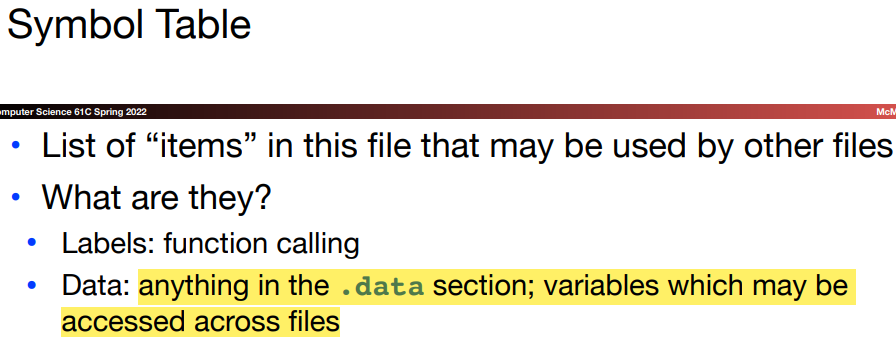 Symbol Table
omputer Science 61C Spring 2022
McM
• List of “items” in this file that may be used by other files
• What are they?
• Labels: function calling
• Data: anything in the .data section; variables which may be
accessed across files